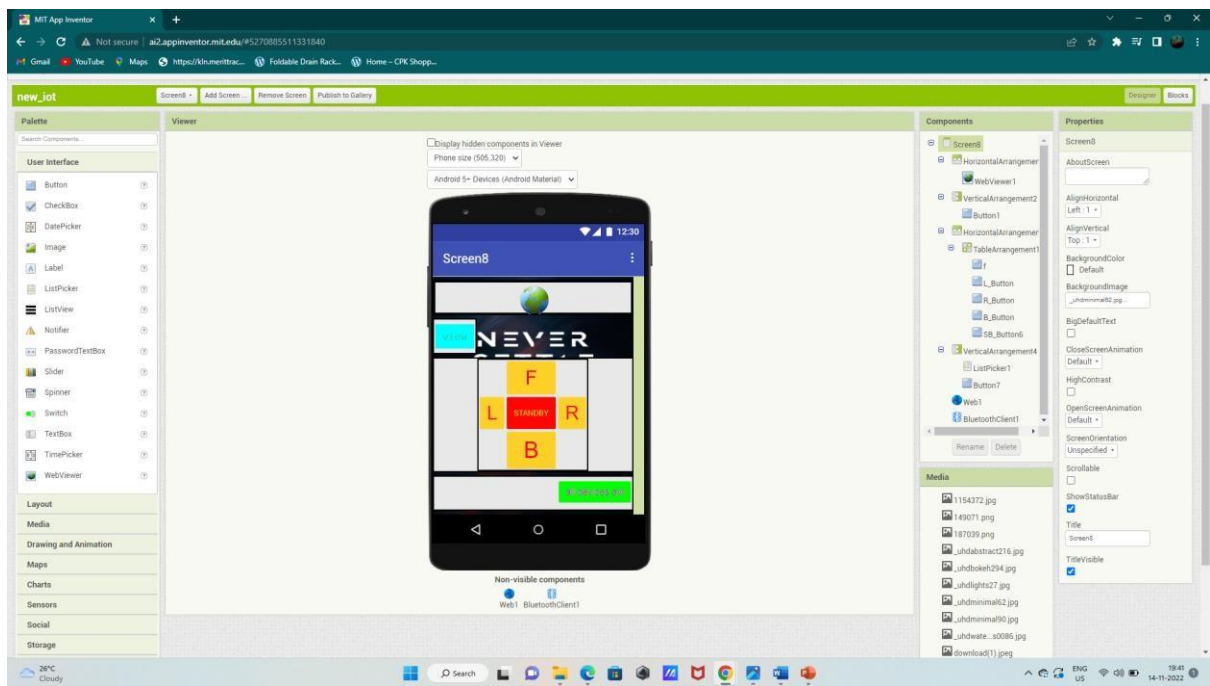 MIT App Inventor
Not secure ai2.appinventor.mit.edu/#5270885511331840
Gmail YouTube Maps https://kln.merittrac... Foldable Drain Rack... Home – CPK Shopp...
new_iot Screen8 Add Screen ... Remove Screen Publish to Gallery Designer Blocks
Palette
Search Components...
User Interface
Button
CheckBox
DatePicker
Image
Label
ListPicker
ListView
Notifier
PasswordTextBox
Slider
Spinner
Switch
TextBox
TimePicker
WebViewer
Layout
Media
Drawing and Animation
Maps
Charts
Sensors
Social
Storage
Viewer
Display hidden components in Viewer
Phone size (505,320)
Android 5+ Devices (Android Material)
12:30
Screen8
NEVER
F
L STANDBY R
B
Non-visible components
Web1 BluetoothClient1
Components
Screen8
HorizontalArrangemer
WebViewer1
VerticalArrangement2
Button1
HorizontalArrangemer
TableArrangement1
f
L_Button
R_Button
B_Button
SB_Button6
VerticalArrangement4
ListPicker1
Button7
Web1
BluetoothClient1
Rename Delete
Media
1154372.jpg
149071.png
187039.png
_uhdabstract216.jpg
_uhdbokeh294.jpg
_uhdlights27.jpg
_uhdminimal62.jpg
_uhdminimal90.jpg
_uhdwate...s0086.jpg
download(1).jpeg
Properties
Screen8
AboutScreen
AlignHorizontal
Left : 1
AlignVertical
Top : 1
BackgroundColor
Default
BackgroundImage
_uhdminimal62.jpg...
BigDefaultText
CloseScreenAnimation
Default
HighContrast
OpenScreenAnimation
Default
ScreenOrientation
Unspecified
Scrollable
ShowStatusBar
Title
Screen8
TitleVisible
26°C
Cloudy
Search
ENG
US
19:41
14-11-2022